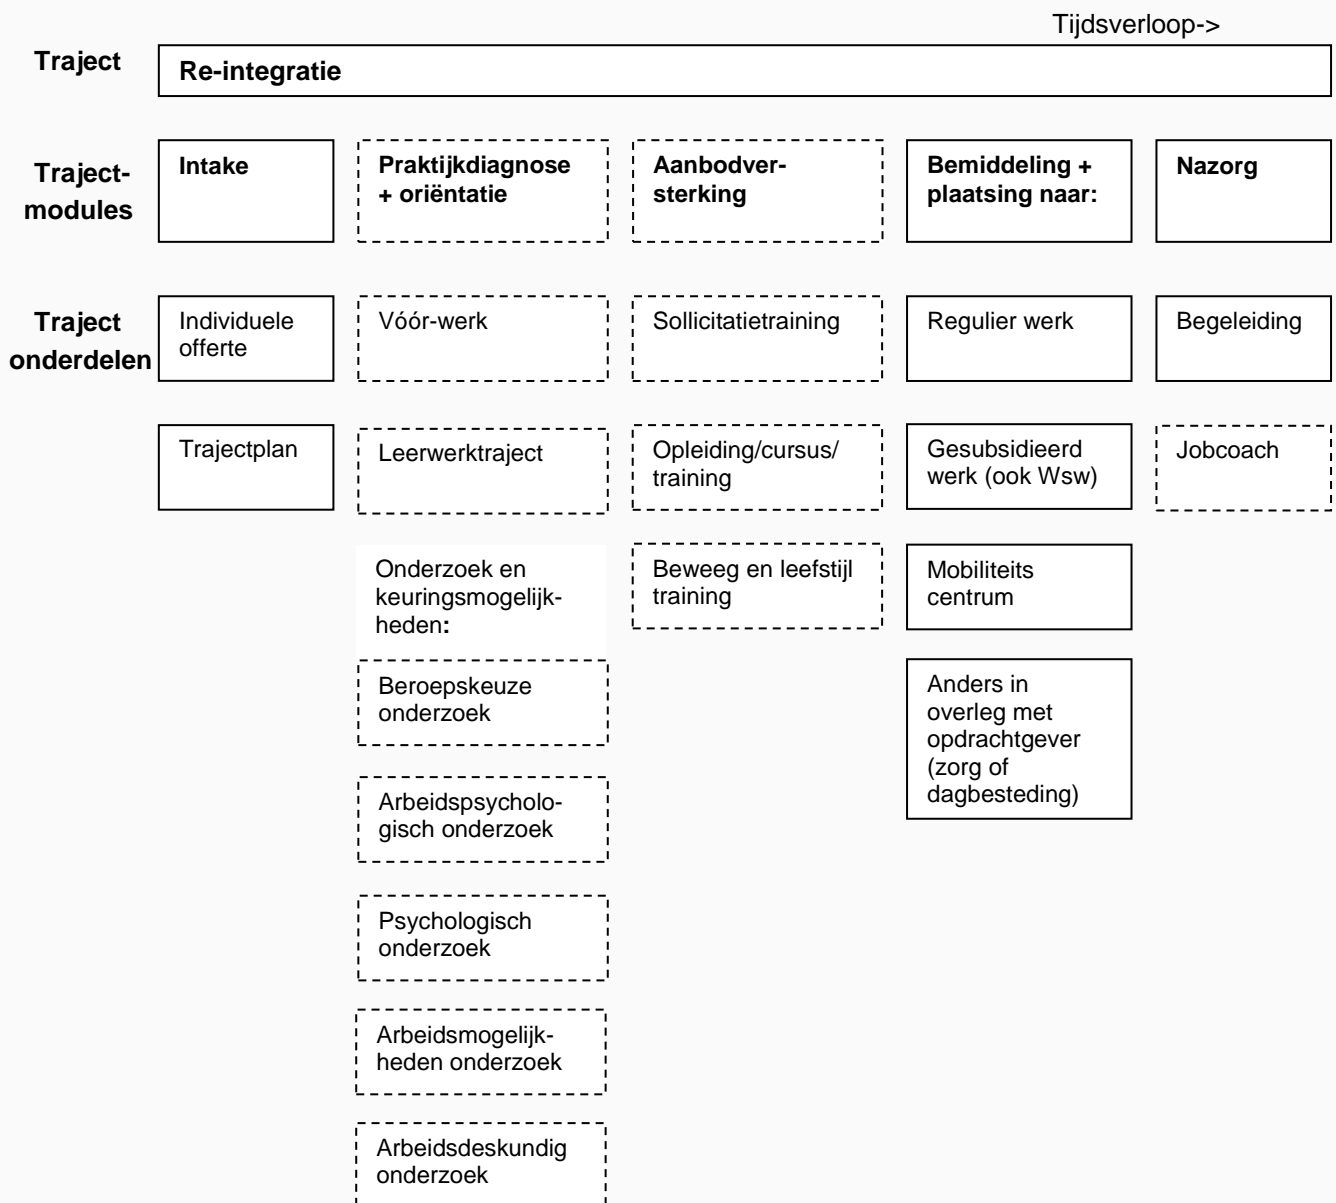 Tijdsverloop->
Traject
Re-integratie
Traject-
modules
Intake
Praktijkdiagnose
+ oriëntatie
Aanbodver-
sterking
Bemiddeling +
plaatsing naar:
Nazorg
Traject
onderdelen
Individuele
offerte
Vóór-werk
Sollicitatietraining
Regulier werk
Begeleiding
Trajectplan
Leerwerktraject
Opleiding/cursus/
training
Gesubsidieerd
werk (ook Wsw)
Jobcoach
Onderzoek en
keuringsmogelijk-
heden:
Beweeg en leefstijl
training
Mobiliteits
centrum
Beroepskeuze
onderzoek
Anders in
overleg met
opdrachtgever
(zorg of
dagbesteding)
Arbeidspsycholo-
gisch onderzoek
Psychologisch
onderzoek
Arbeidsmogelijk-
heden onderzoek
Arbeidsdeskundig
onderzoek